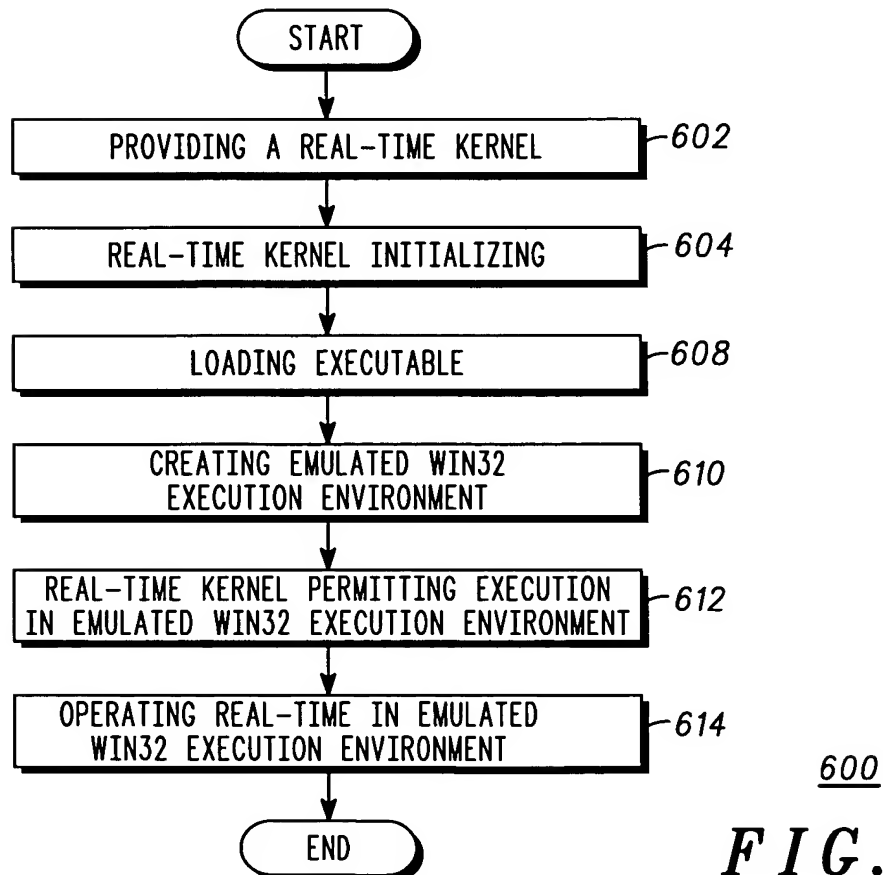 START
PROVIDING A REAL-TIME KERNEL
602
REAL-TIME KERNEL INITIALIZING
604
LOADING EXECUTABLE
608
CREATING EMULATED WIN32
EXECUTION ENVIRONMENT
610
REAL-TIME KERNEL PERMITTING EXECUTION
IN EMULATED WIN32 EXECUTION ENVIRONMENT
612
OPERATING REAL-TIME IN EMULATED
WIN32 EXECUTION ENVIRONMENT
614
END
600
FIG.